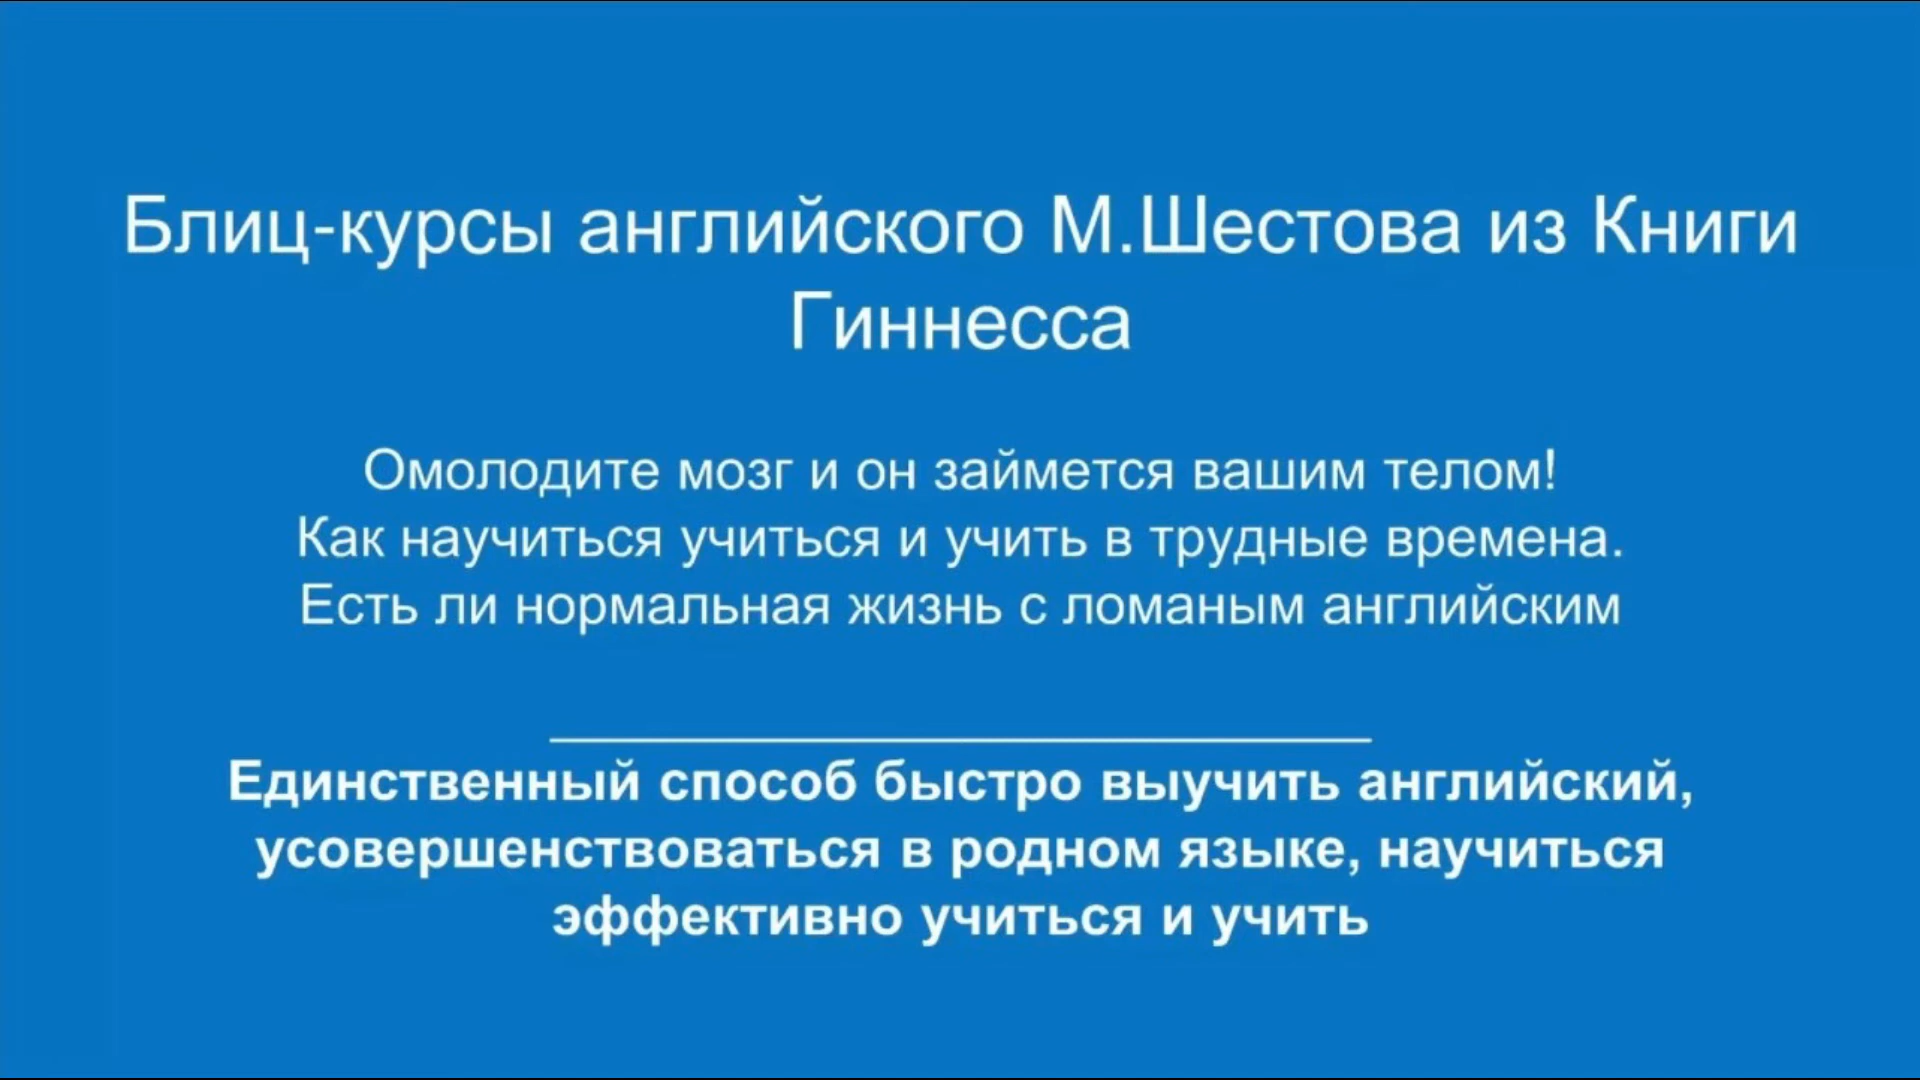 Блиц-курсы английского М.Шестова из Книги
Гиннесса
Омолодите мозг и он займется вашим телом!
Как научиться учиться и учить в трудные времена.
Есть ли нормальная жизнь с ломаным английским
Единственный способ быстро выучить английский,
усовершенствоваться в родном языке, научиться
эффективно учиться и учить